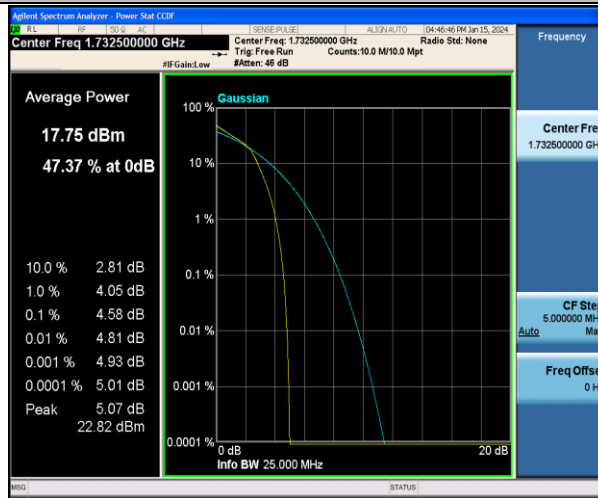 Agilent Spectrum Analyzer - Power Stat CCDF
RL RF 50 Ω AC SENSE:PULSE ALIGN AUTO 04:46:46 PM Jan 15, 2024
Center Freq 1.732500000 GHz
Center Freq: 1.732500000 GHz Radio Std: None
Trig: Free Run Counts:10.0 M/10.0 Mpt
#IFGain:Low #Atten: 46 dB
Frequency
Average Power
17.75 dBm
47.37 % at 0dB
10.0 % 2.81 dB
1.0 % 4.05 dB
0.1 % 4.58 dB
0.01 % 4.81 dB
0.001 % 4.93 dB
0.0001 % 5.01 dB
Peak 5.07 dB
22.82 dBm
Gaussian
100 %
10 %
1 %
0.1 %
0.01 %
0.001 %
0.0001 %
0 dB 20 dB
Info BW 25.000 MHz
Center Fre
1.732500000 GH
CF Ste
5.000000 MH
Auto Ma
Freq Offse
0 H
MSG STATUS